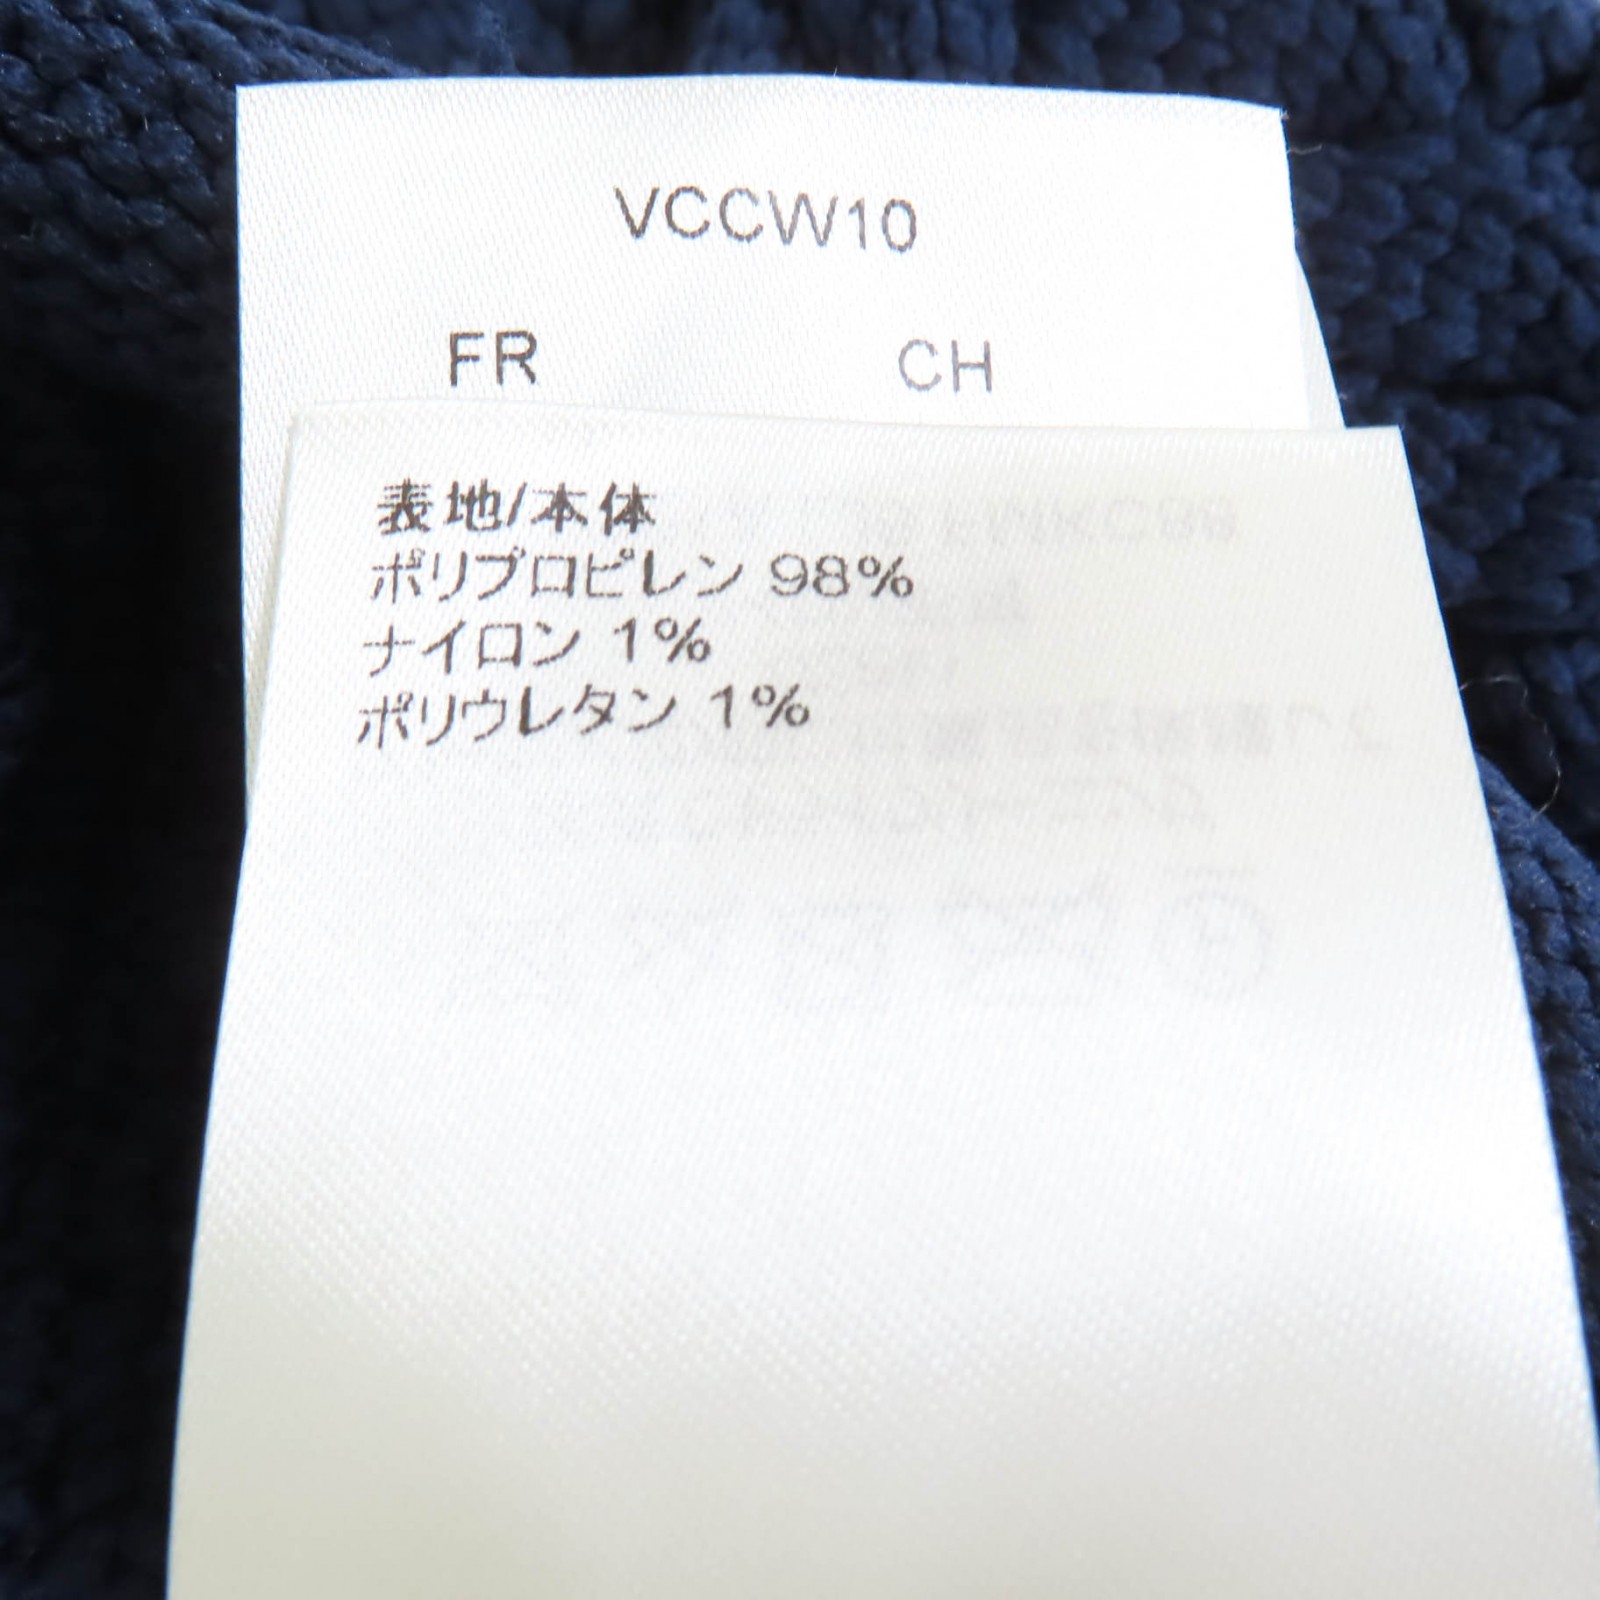 VCCW10
FR CH
表地/本体
ポリプロピレン 98%
ナイロン 1%
ポリウレタン 1%